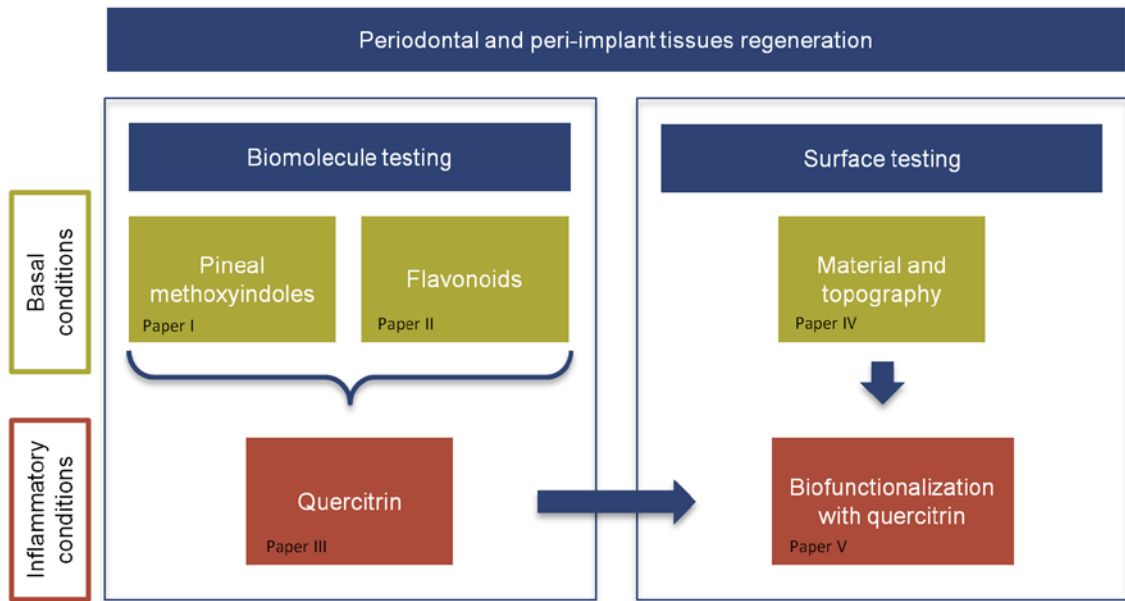 Periodontal and peri-implant tissues regeneration
Biomolecule testing
Surface testing
Basal
conditions
Pineal
methoxyindoles
Paper I
Flavonoids
Paper II
Material and
topography
Paper IV
Inflammatory
conditions
Quercitrin
Paper III
Biofunctionalization
with quercitrin
Paper V